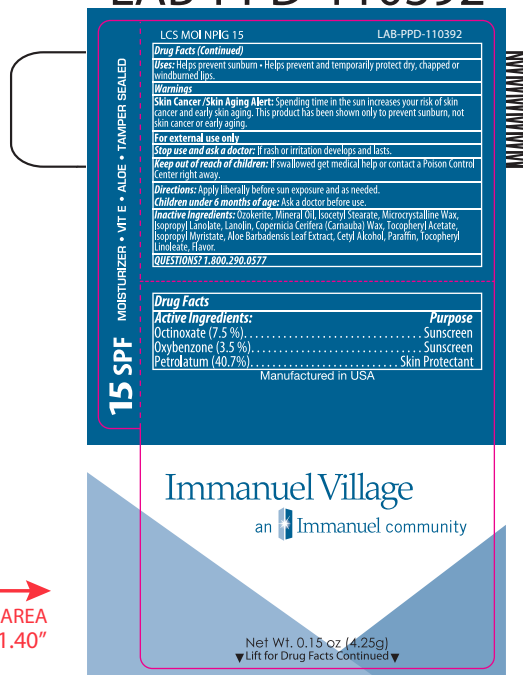 LAB-PPD-110392
LCS MOI NPIG 15 LAB-PPD-110392
Drug Facts (Continued)
Uses: Helps prevent sunburn • Helps prevent and temporarily protect dry, chapped or
windburned lips.
Warnings
Skin Cancer /Skin Aging Alert: Spending time in the sun increases your risk of skin
cancer and early skin aging. This product has been shown only to prevent sunburn, not
skin cancer or early aging.
For external use only
Stop use and ask a doctor: If rash or irritation develops and lasts.
Keep out of reach of children: If swallowed get medical help or contact a Poison Control
Center right away.
Directions: Apply liberally before sun exposure and as needed.
Children under 6 months of age: Ask a doctor before use.
Inactive Ingredients: Ozokerite, Mineral Oil, Isocetyl Stearate, Microcrystalline Wax,
Isopropyl Lanolate, Lanolin, Copernicia Cerifera (Carnauba) Wax, Tocopheryl Acetate,
Isopropyl Myristate, Aloe Barbadensis Leaf Extract, Cetyl Alcohol, Paraffin, Tocopheryl
Linoleate, Flavor.
QUESTIONS? 1.800.290.0577
15 SPF MOISTURIZER • VIT E • ALOE • TAMPER SEALED
Drug Facts
Active Ingredients: Purpose
Octinoxate (7.5 %)............................... Sunscreen
Oxybenzone (3.5 %).............................. Sunscreen
Petrolatum (40.7%)........................... Skin Protectant
Manufactured in USA
Immanuel Village
an Immanuel community
AREA
1.40”
Net Wt. 0.15 oz (4.25g)
▼Lift for Drug Facts Continued▼